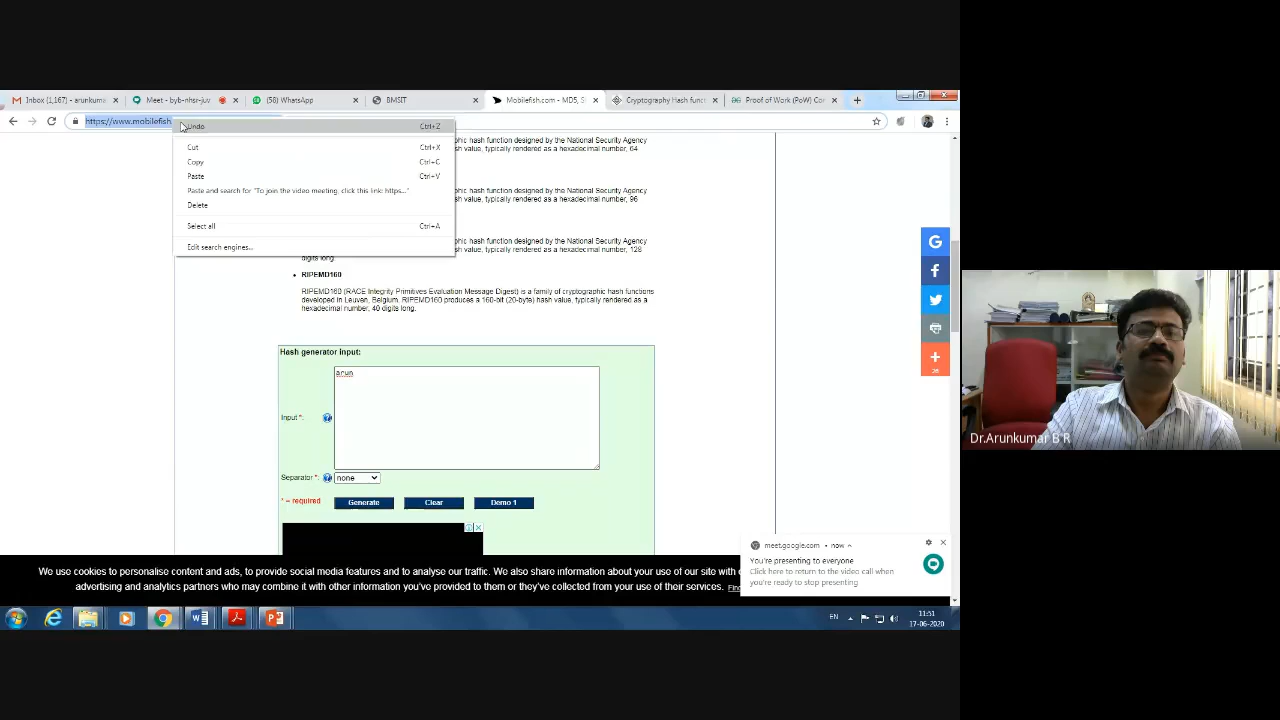 Inbox (1,167) - arunkuma
Meet - byb-nhsr-juv
(58) WhatsApp
BMSIT
Mobilefish.com - MD5, S
Cryptography Hash funct
Proof of Work (PoW) Con
https://www.mobilefish.
Undo Ctrl+Z
Cut Ctrl+X
Copy Ctrl+C
Paste Ctrl+V
Paste and search for "To join the video meeting, click this link: https..."
Delete
Select all Ctrl+A
Edit search engines...
phic hash function designed by the National Security Agency
sh value, typically rendered as a hexadecimal number, 64
phic hash function designed by the National Security Agency
sh value, typically rendered as a hexadecimal number, 96
phic hash function designed by the National Security Agency
sh value, typically rendered as a hexadecimal number, 128
digits long.
• RIPEMD160
RIPEMD160 (RACE Integrity Primitives Evaluation Message Digest) is a family of cryptographic hash functions
developed in Leuven, Belgium. RIPEMD160 produces a 160-bit (20-byte) hash value, typically rendered as a
hexadecimal number, 40 digits long.
Hash generator input:
arun
Input *:
Separator *: none
* = required Generate Clear Demo 1
We use cookies to personalise content and ads, to provide social media features and to analyse our traffic. We also share information about your use of our site with
advertising and analytics partners who may combine it with other information you've provided to them or they've collected from your use of their services.
meet.google.com • now
You're presenting to everyone
Click here to return to the video call when
you're ready to stop presenting
EN
11:51
17-06-2020
Dr.Arunkumar B R